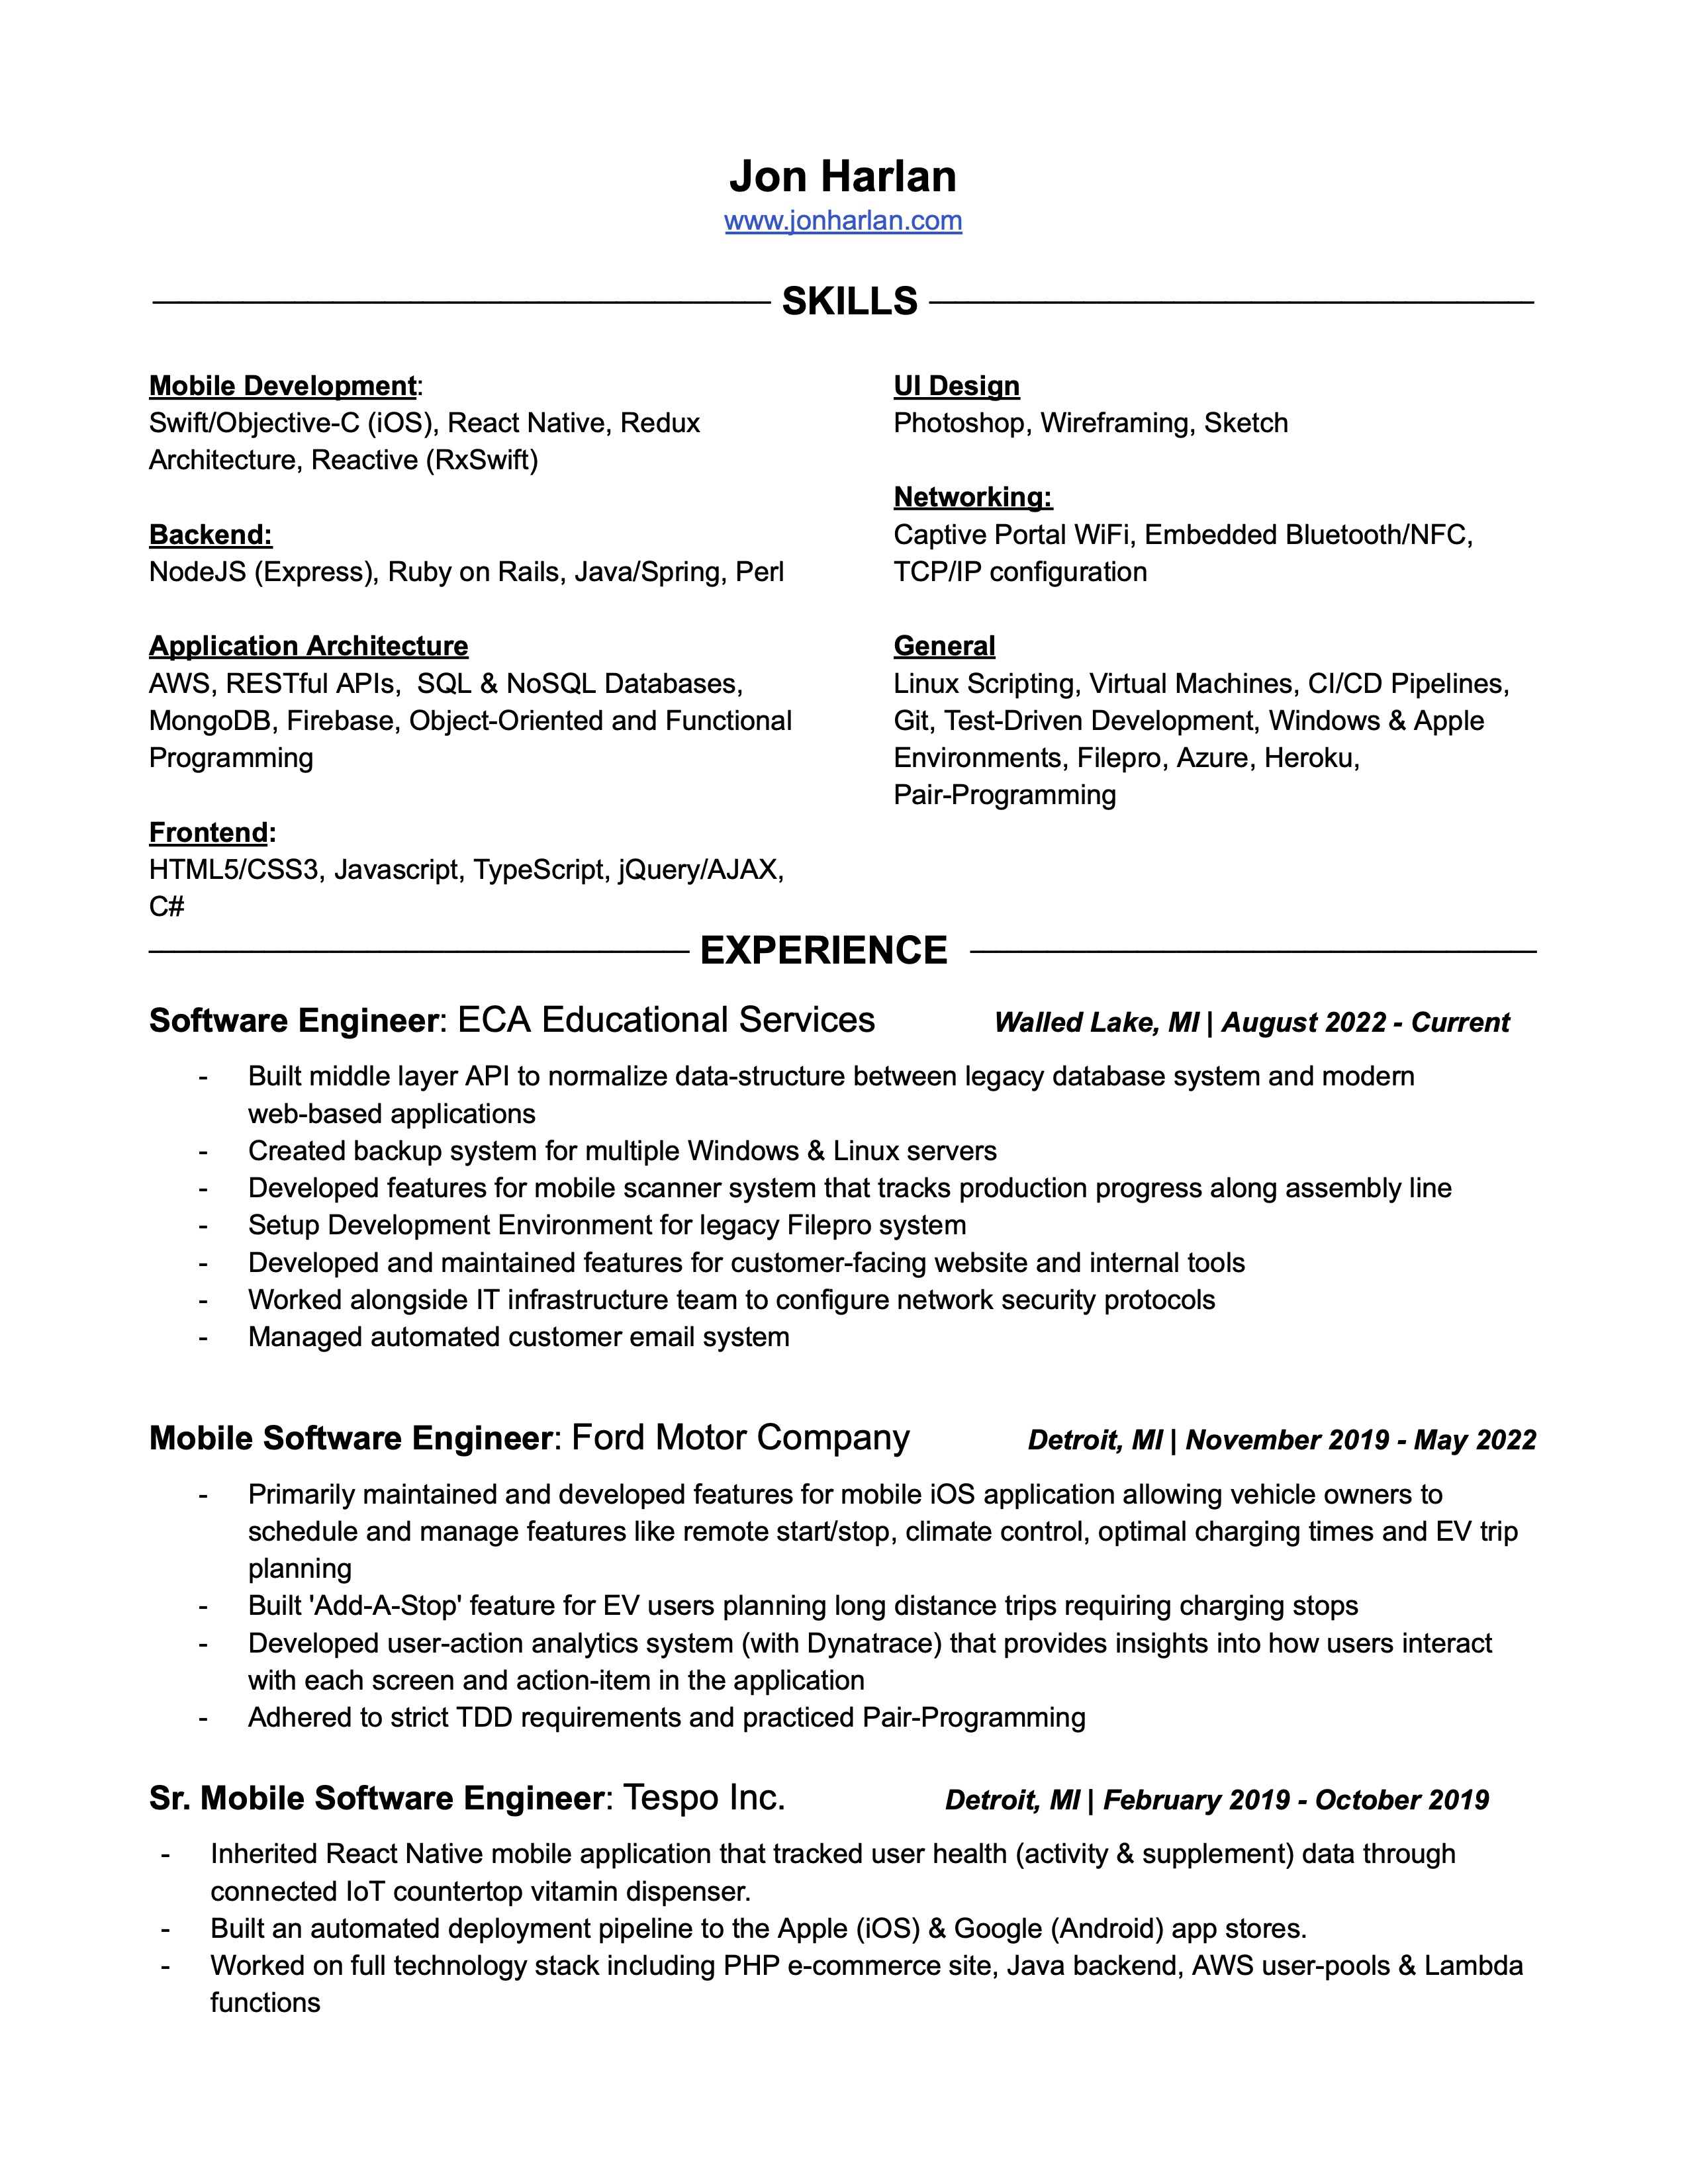 Jon Harlan
www.jonharlan.com
SKILLS
Mobile Development:
Swift/Objective-C (iOS), React Native, Redux
Architecture, Reactive (RxSwift)
Backend:
NodeJS (Express), Ruby on Rails, Java/Spring, Perl
Application Architecture
AWS, RESTful APIs,  SQL & NoSQL Databases,
MongoDB, Firebase, Object-Oriented and Functional
Programming
Frontend:
HTML5/CSS3, Javascript, TypeScript, jQuery/AJAX,
C#
UI Design
Photoshop, Wireframing, Sketch
Networking:
Captive Portal WiFi, Embedded Bluetooth/NFC,
TCP/IP configuration
General
Linux Scripting, Virtual Machines, CI/CD Pipelines,
Git, Test-Driven Development, Windows & Apple
Environments, Filepro, Azure, Heroku,
Pair-Programming
EXPERIENCE
Software Engineer: ECA Educational Services Walled Lake, MI | August 2022 - Current
- Built middle layer API to normalize data-structure between legacy database system and modern
web-based applications
- Created backup system for multiple Windows & Linux servers
- Developed features for mobile scanner system that tracks production progress along assembly line
- Setup Development Environment for legacy Filepro system
- Developed and maintained features for customer-facing website and internal tools
- Worked alongside IT infrastructure team to configure network security protocols
- Managed automated customer email system
Mobile Software Engineer: Ford Motor Company Detroit, MI | November 2019 - May 2022
- Primarily maintained and developed features for mobile iOS application allowing vehicle owners to
schedule and manage features like remote start/stop, climate control, optimal charging times and EV trip
planning
- Built 'Add-A-Stop' feature for EV users planning long distance trips requiring charging stops
- Developed user-action analytics system (with Dynatrace) that provides insights into how users interact
with each screen and action-item in the application
- Adhered to strict TDD requirements and practiced Pair-Programming
Sr. Mobile Software Engineer: Tespo Inc. Detroit, MI | February 2019 - October 2019
- Inherited React Native mobile application that tracked user health (activity & supplement) data through
connected IoT countertop vitamin dispenser.
- Built an automated deployment pipeline to the Apple (iOS) & Google (Android) app stores.
- Worked on full technology stack including PHP e-commerce site, Java backend, AWS user-pools & Lambda
functions